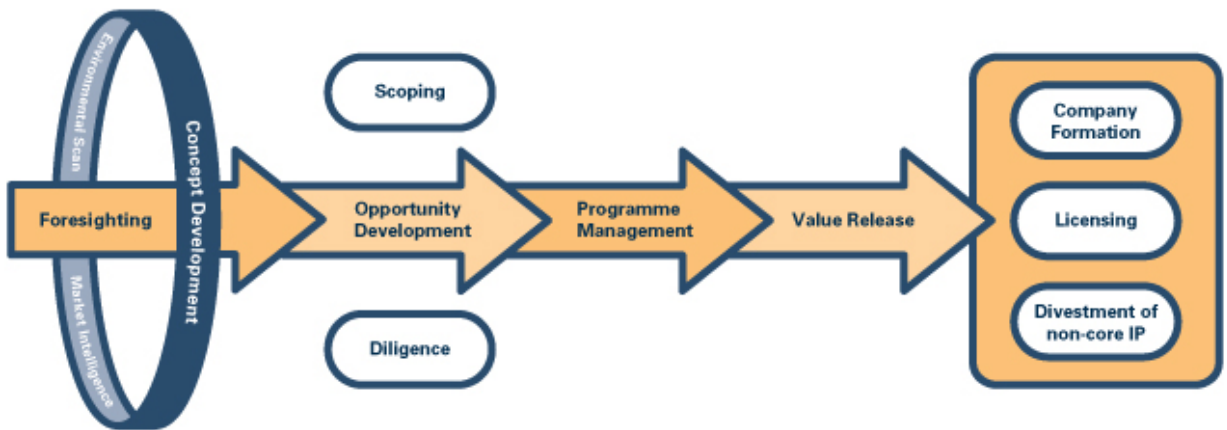 Environmental Scan
Foresighting
Market Intelligence
Concept Development
Scoping
Opportunity
Development
Diligence
Programme
Management
Value Release
Company
Formation
Licensing
Divestment of
non-core IP